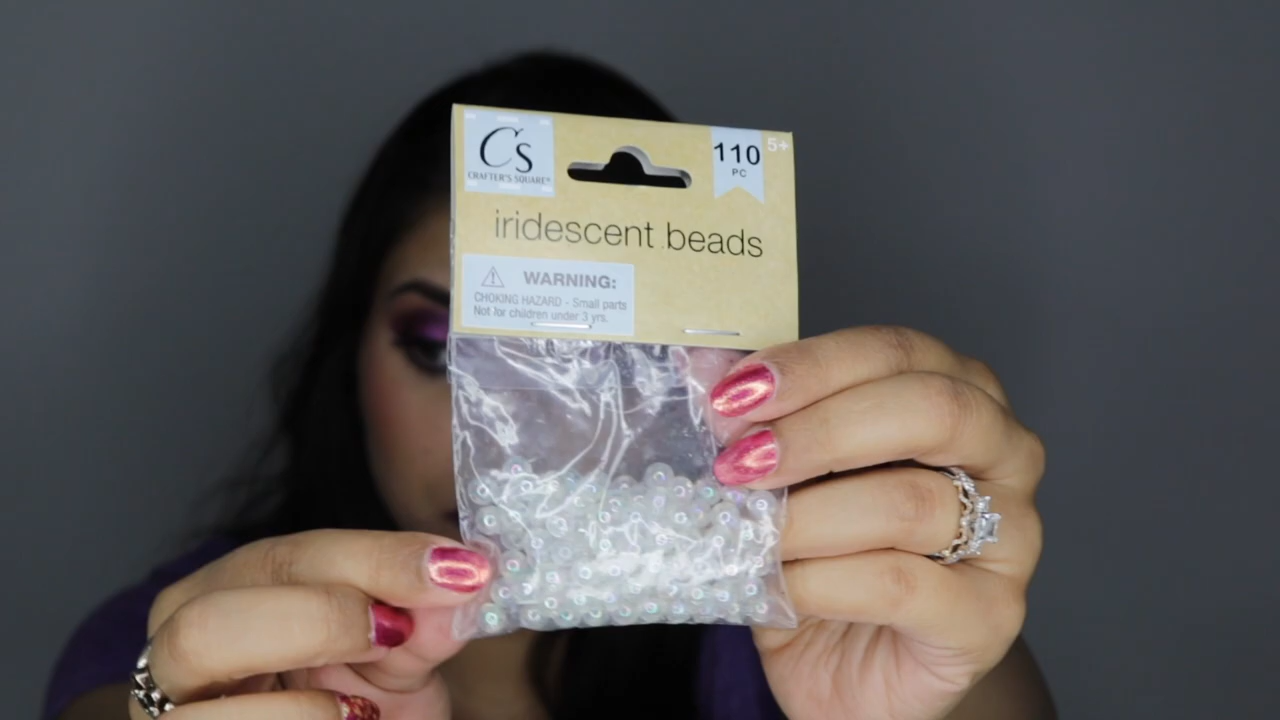 Cs
CRAFTER'S SQUARE®
110
PC
5+
iridescent beads
WARNING:
CHOKING HAZARD - Small parts
Not for children under 3 yrs.